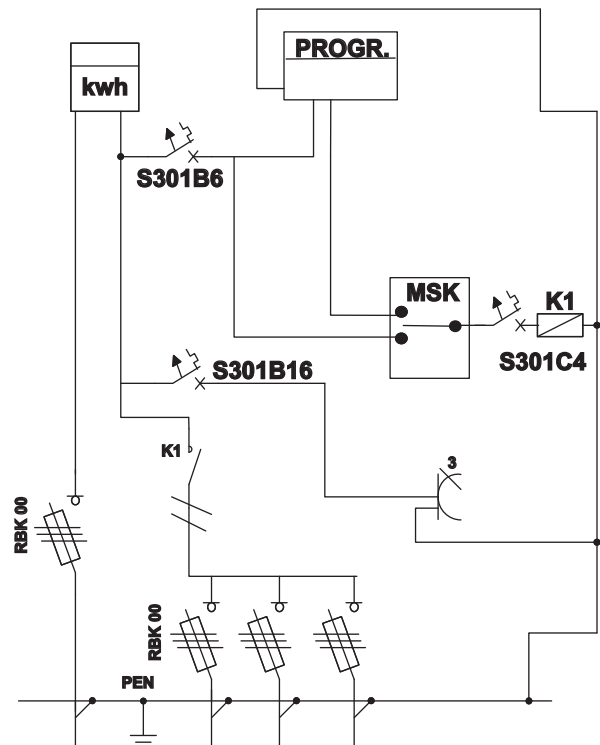 PROGR.
kwh
S301B6
MSK
K1
S301C4
S301B16
K1
3
RBK 00
RBK 00
PEN